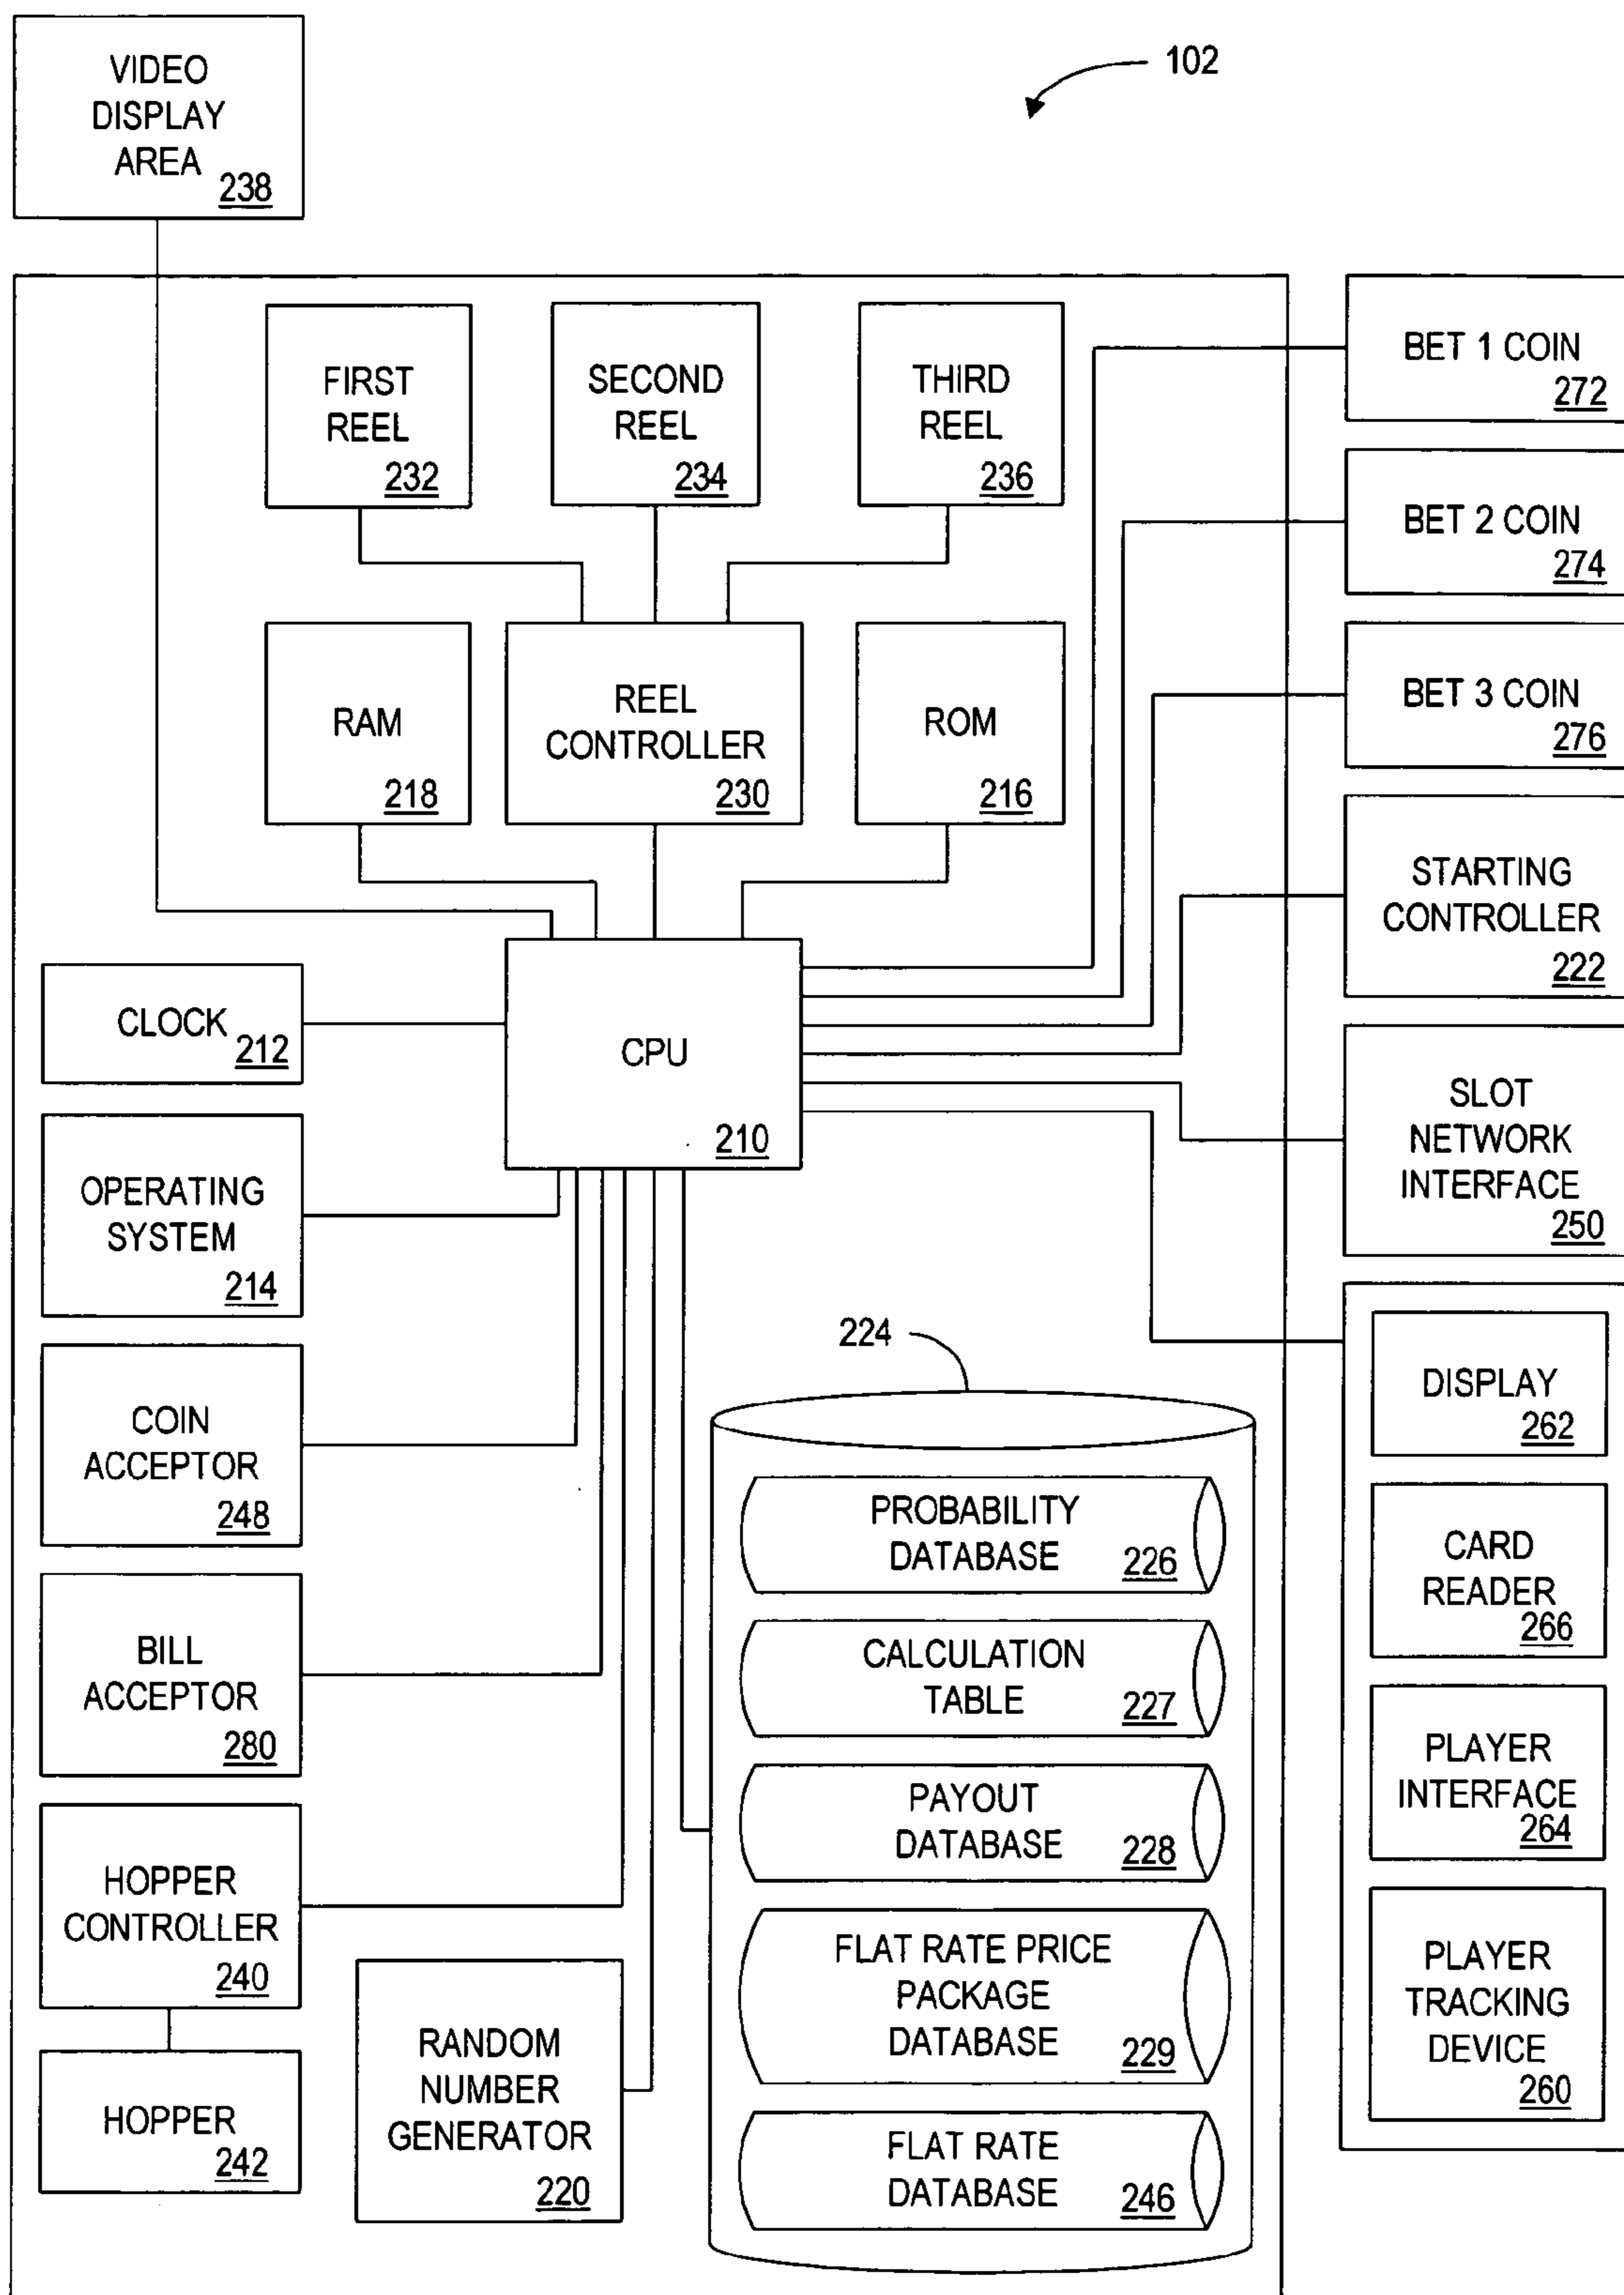 VIDEO
DISPLAY
AREA
238
102
FIRST
REEL
232
SECOND
REEL
234
THIRD
REEL
236
BET 1 COIN
272
BET 2 COIN
274
BET 3 COIN
276
RAM
218
REEL
CONTROLLER
230
ROM
216
STARTING
CONTROLLER
222
CLOCK
212
CPU
210
SLOT
NETWORK
INTERFACE
250
OPERATING
SYSTEM
214
COIN
ACCEPTOR
248
BILL
ACCEPTOR
280
HOPPER
CONTROLLER
240
HOPPER
242
RANDOM
NUMBER
GENERATOR
220
224
PROBABILITY
DATABASE
226
CALCULATION
TABLE
227
PAYOUT
DATABASE
228
FLAT RATE PRICE
PACKAGE
DATABASE
229
FLAT RATE
DATABASE
246
DISPLAY
262
CARD
READER
266
PLAYER
INTERFACE
264
PLAYER
TRACKING
DEVICE
260